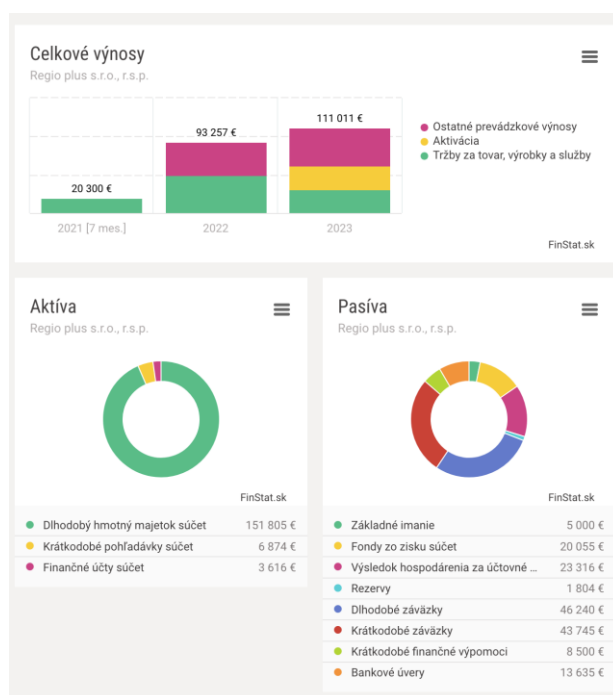 Celkové výnosy
Regio plus s.r.o., r.s.p.
111 011 €
93 257 €
20 300 €
Ostatné prevádzkové výnosy
Aktivácia
Tržby za tovar, výrobky a služby
2021 [7 mes.] 2022 2023
FinStat.sk
Aktíva
Regio plus s.r.o., r.s.p.
FinStat.sk
Dlhodobý hmotný majetok súčet 151 805 €
Krátkodobé pohľadávky súčet 6 874 €
Finančné účty súčet 3 616 €
Pasíva
Regio plus s.r.o., r.s.p.
FinStat.sk
Základné imanie 5 000 €
Fondy zo zisku súčet 20 055 €
Výsledok hospodárenia za účtovné ... 23 316 €
Rezervy 1 804 €
Dlhodobé záväzky 46 240 €
Krátkodobé záväzky 43 745 €
Krátkodobé finančné výpomoci 8 500 €
Bankové úvery 13 635 €